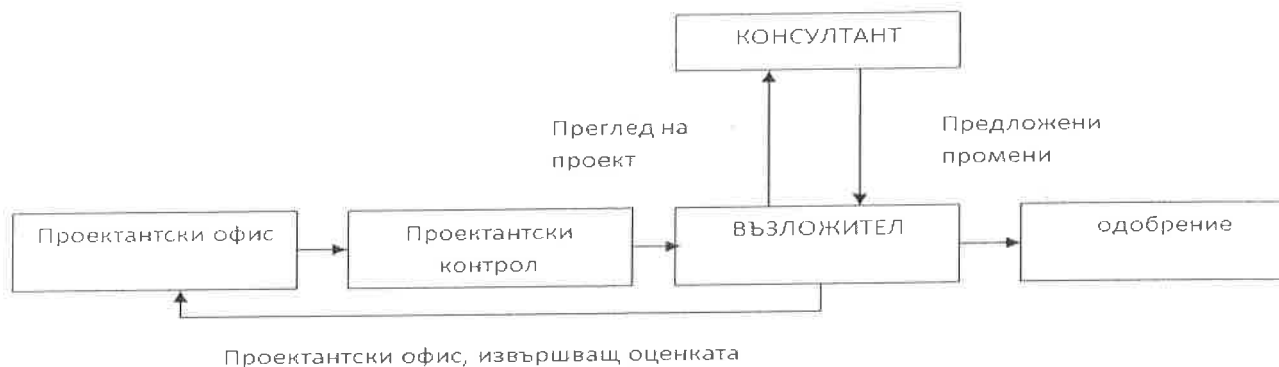 КОНСУЛТАНТ
Преглед на
проект
Предложени
промени
Проектантски офис
Проектантски
контрол
ВЪЗЛОЖИТЕЛ
одобрение
Проектантски офис, извършващ оценката